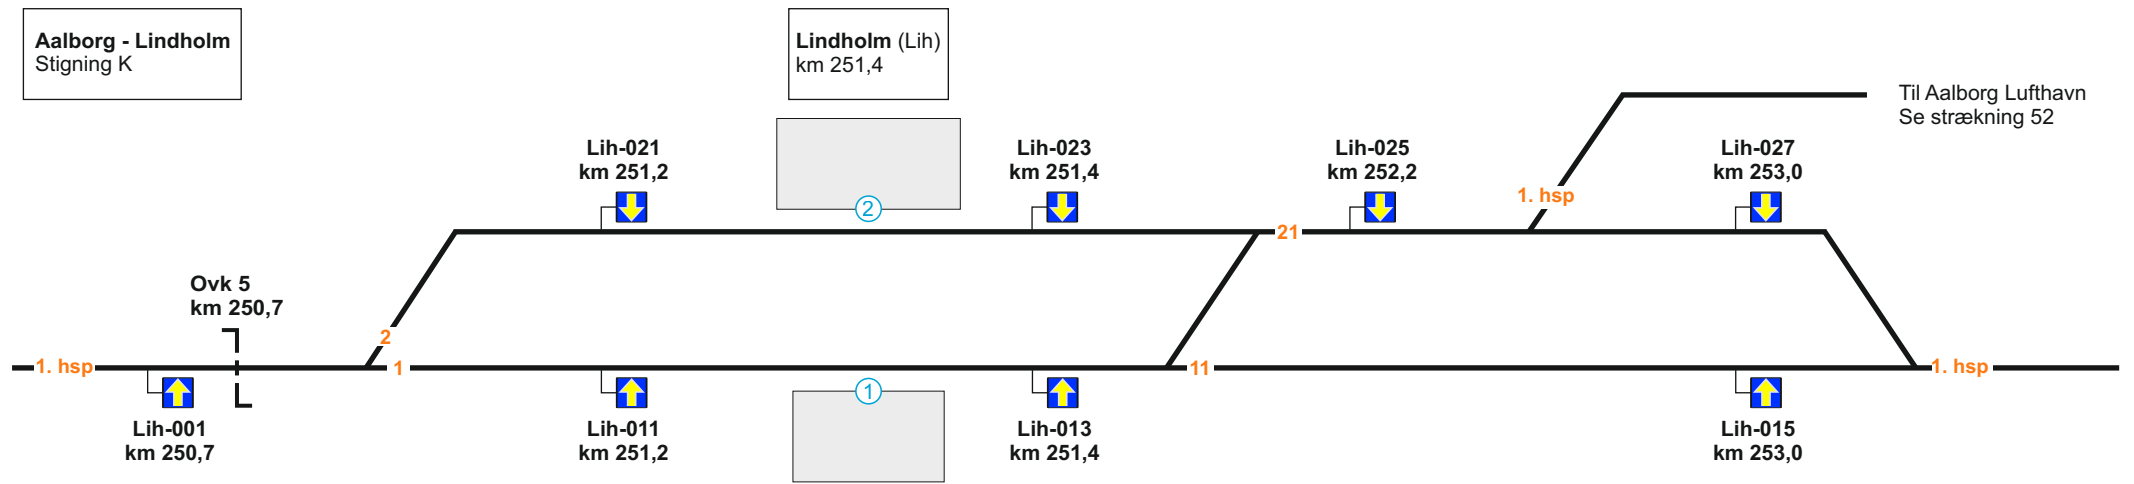 Aalborg - Lindholm
Stigning K
Lindholm (Lih)
km 251,4
Til Aalborg Lufthavn
Se strækning 52
Lih-021
km 251,2
Lih-023
km 251,4
Lih-025
km 252,2
Lih-027
km 253,0
1. hsp
2
21
Ovk 5
km 250,7
2
1. hsp
1
11
1. hsp
1
Lih-001
km 250,7
Lih-011
km 251,2
Lih-013
km 251,4
Lih-015
km 253,0